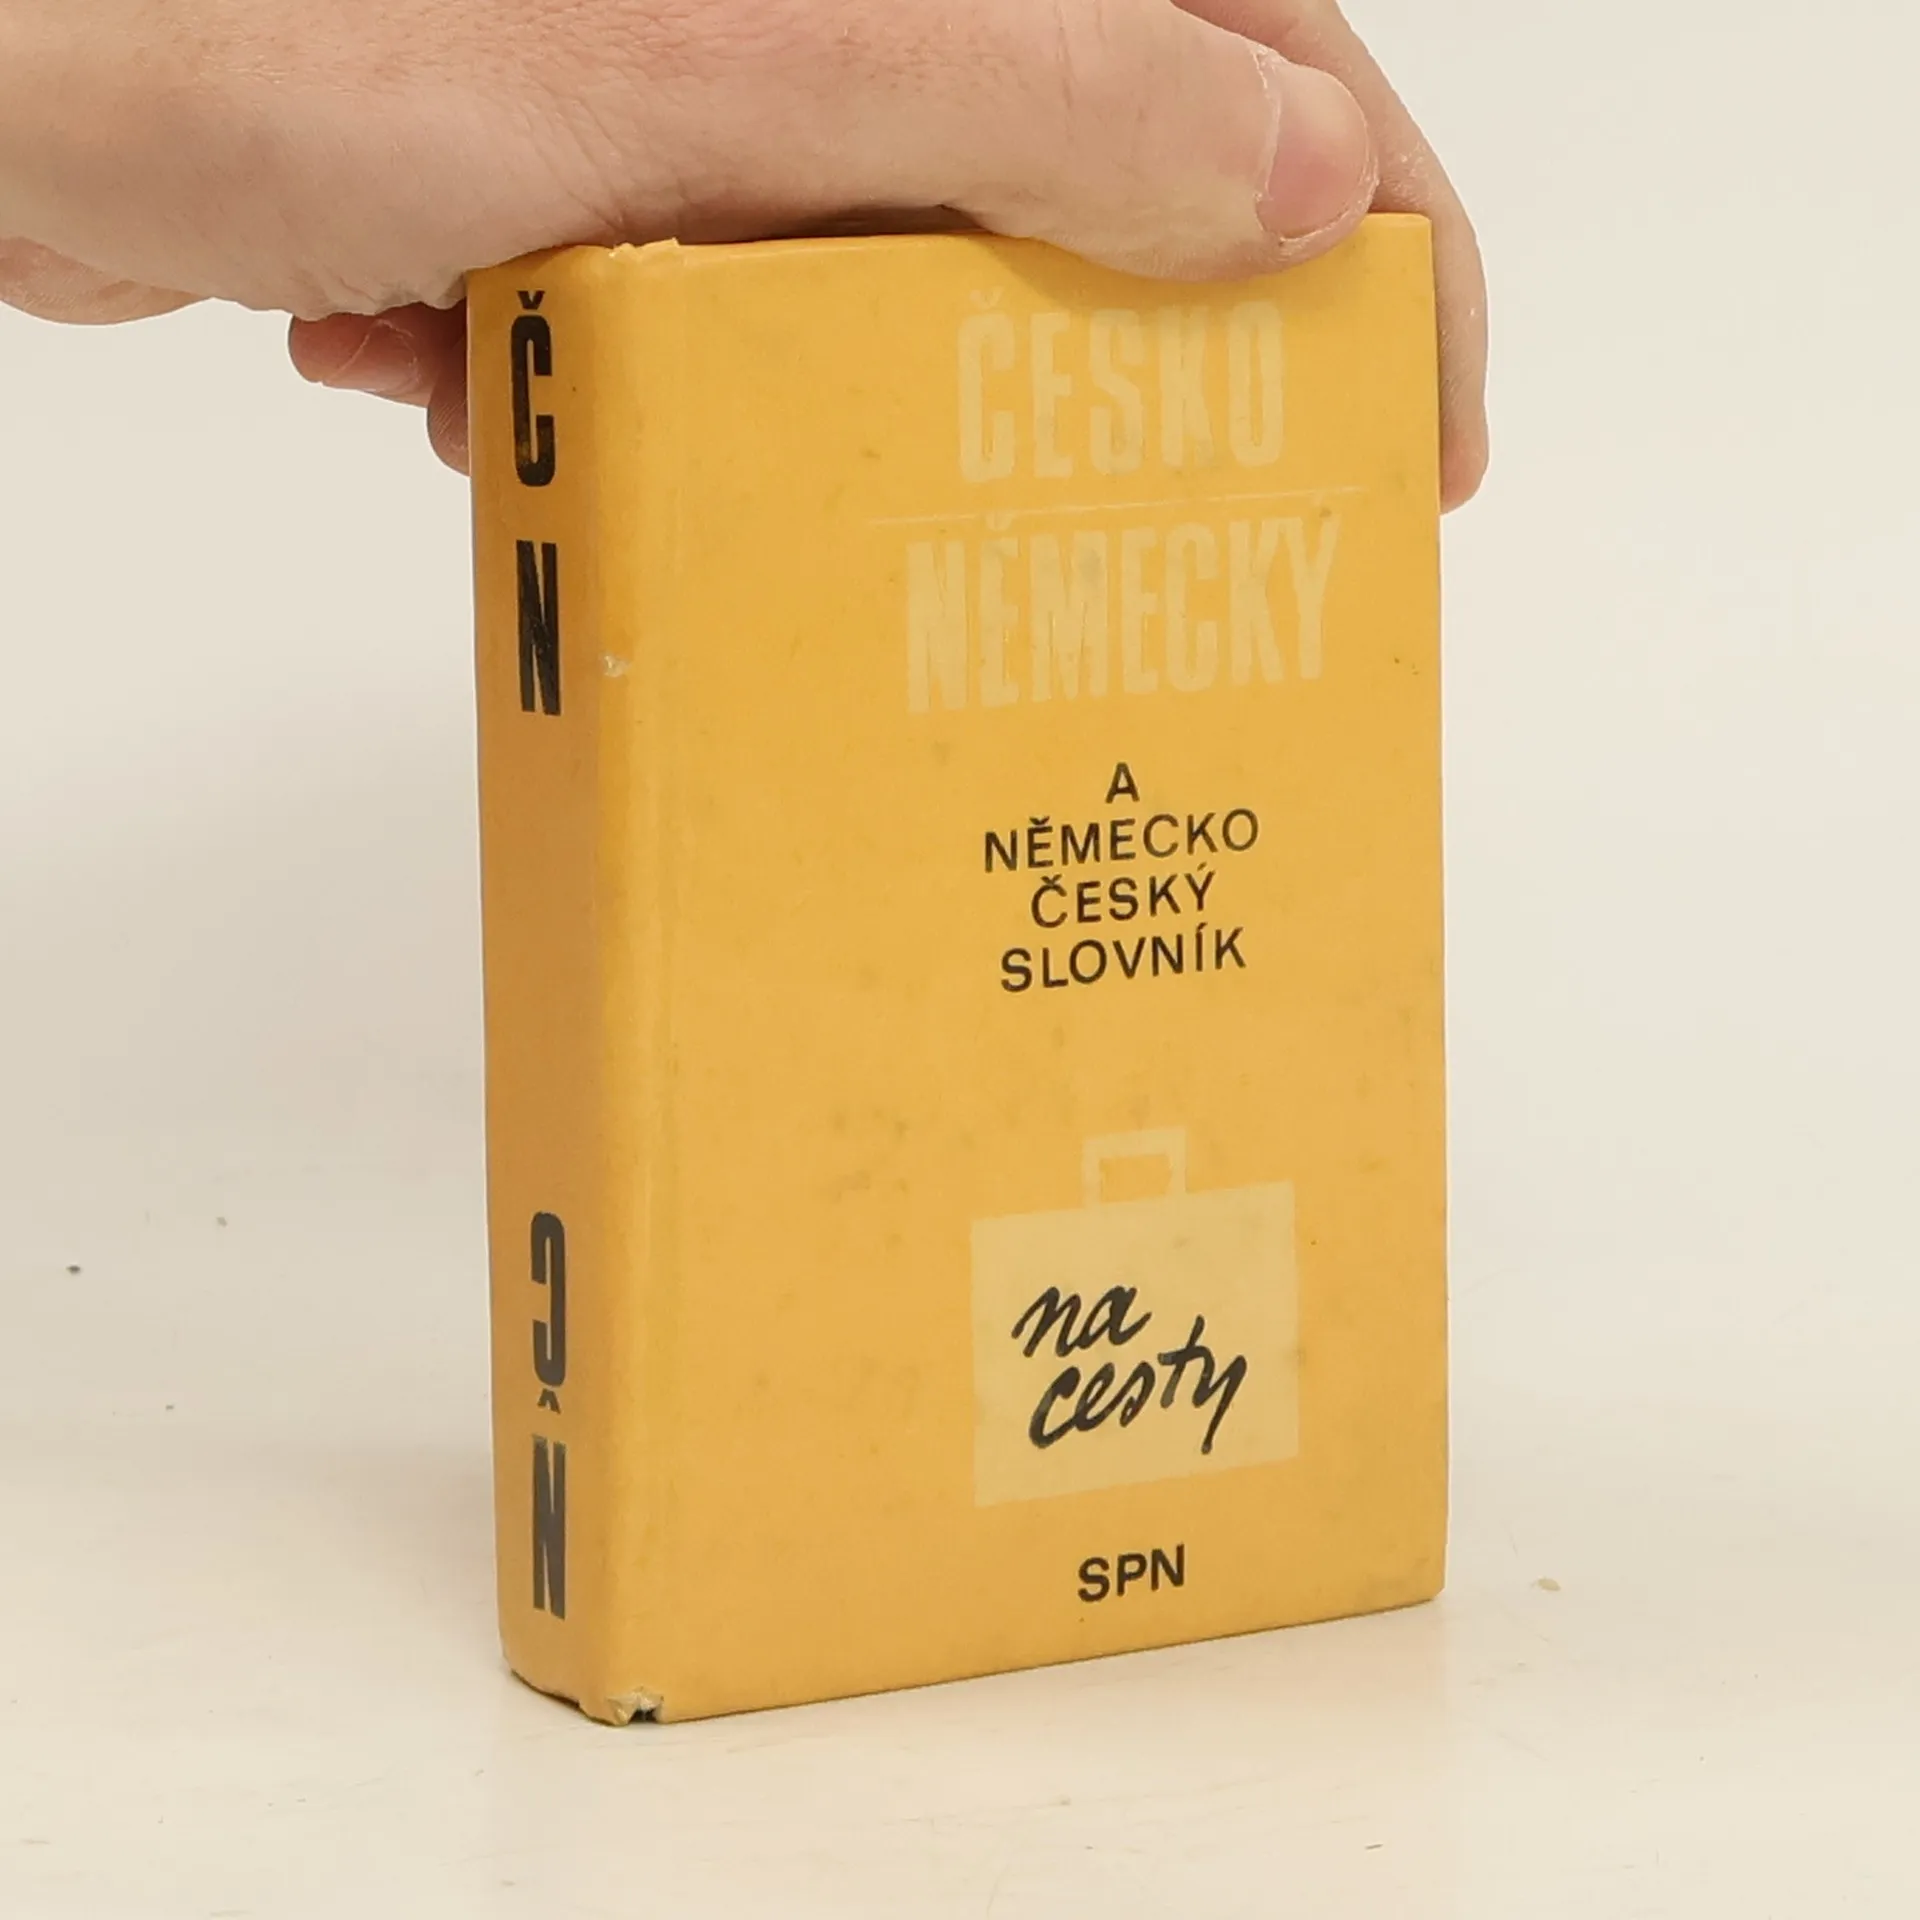 Č N
N Č
ČESKO
NĚMECKÝ
A
NĚMECKO
ČESKÝ
SLOVNÍK
na
cesty
SPN